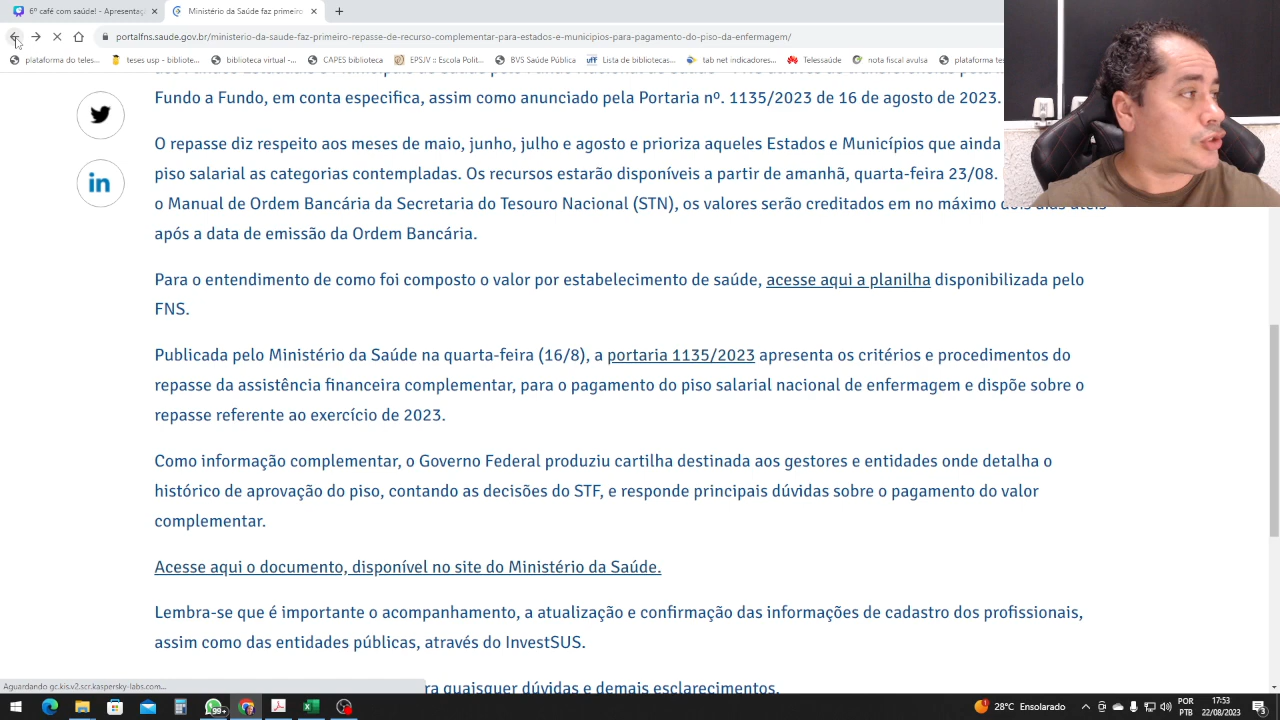 6º café com saúde! - Apresentaç
Ministério da Saúde faz primeiro
portalfns.saude.gov.br/ministerio-da-saude-faz-primeiro-repasse-de-recurso-complementar-para-estados-e-municipios-para-pagamento-do-piso-da-enfermagem/
plataforma do teles... teses usp - bibliote... biblioteca virtual -... CAPES biblioteca EPSJV :: Escola Polit... BVS Saúde Pública uff Lista de bibliotecas... tab net indicadores... Telessaúde nota fiscal avulsa plataforma
Fundo a Fundo, em conta especifica, assim como anunciado pela Portaria nº. 1135/2023 de 16 de agosto de 2023.
O repasse diz respeito aos meses de maio, junho, julho e agosto e prioriza aqueles Estados e Municípios que ainda
piso salarial as categorias contempladas. Os recursos estarão disponíveis a partir de amanhã, quarta-feira 23/08.
o Manual de Ordem Bancária da Secretaria do Tesouro Nacional (STN), os valores serão creditados em no máximo dois dias úteis
após a data de emissão da Ordem Bancária.
in
Para o entendimento de como foi composto o valor por estabelecimento de saúde, acesse aqui a planilha disponibilizada pelo
FNS.
Publicada pelo Ministério da Saúde na quarta-feira (16/8), a portaria 1135/2023 apresenta os critérios e procedimentos do
repasse da assistência financeira complementar, para o pagamento do piso salarial nacional de enfermagem e dispõe sobre o
repasse referente ao exercício de 2023.
Como informação complementar, o Governo Federal produziu cartilha destinada aos gestores e entidades onde detalha o
histórico de aprovação do piso, contando as decisões do STF, e responde principais dúvidas sobre o pagamento do valor
complementar.
Acesse aqui o documento, disponível no site do Ministério da Saúde.
Lembra-se que é importante o acompanhamento, a atualização e confirmação das informações de cadastro dos profissionais,
assim como das entidades públicas, através do InvestSUS.
ra quaisquer dúvidas e demais esclarecimentos.
Aguardando gc.kis.v2.scr.kaspersky-labs.com...
99+
28°C Ensolarado
POR
PTB
17:53
22/08/2023
3